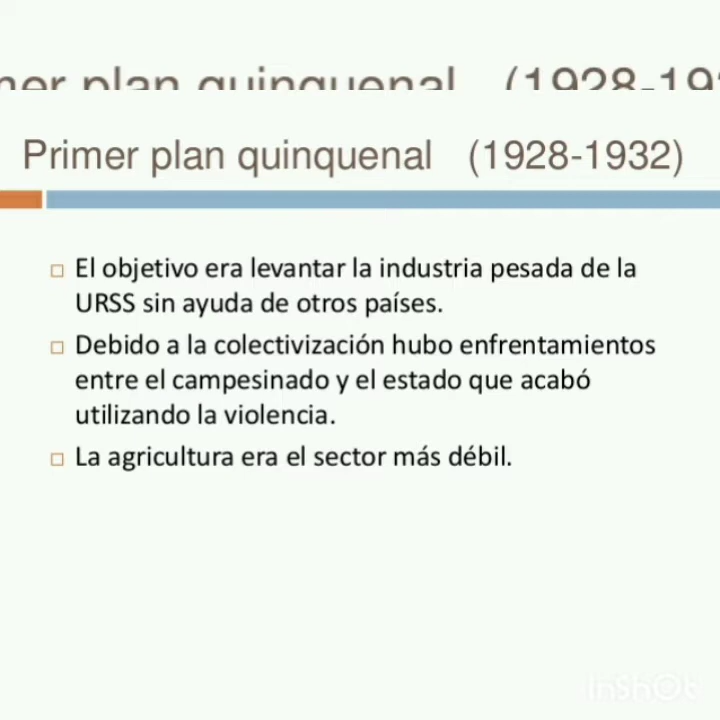 mer plan quinquenal (1928-193
Primer plan quinquenal (1928-1932)
El objetivo era levantar la industria pesada de la
URSS sin ayuda de otros países.
Debido a la colectivización hubo enfrentamientos
entre el campesinado y el estado que acabó
utilizando la violencia.
La agricultura era el sector más débil.
InShOt